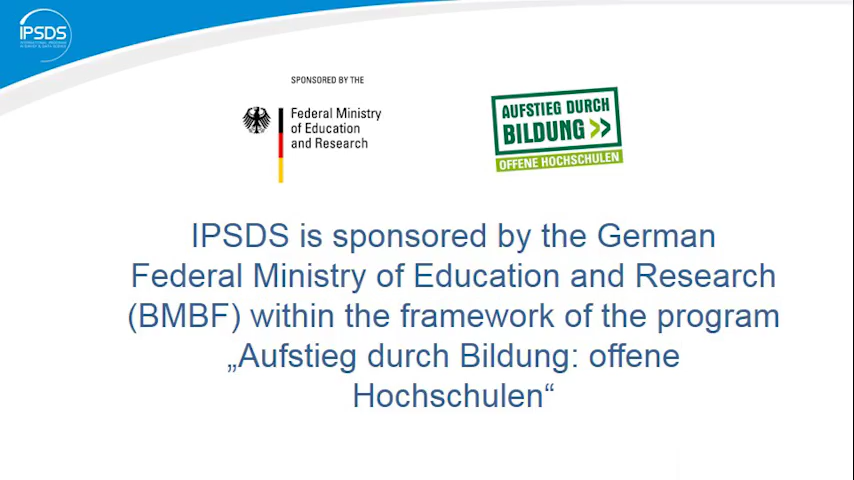 IPSDS
SPONSORED BY THE
Federal Ministry
of Education
and Research
AUFSTIEG DURCH
BILDUNG >>
OFFENE HOCHSCHULEN
IPSDS is sponsored by the German
Federal Ministry of Education and Research
(BMBF) within the framework of the program
„Aufstieg durch Bildung: offene
Hochschulen“